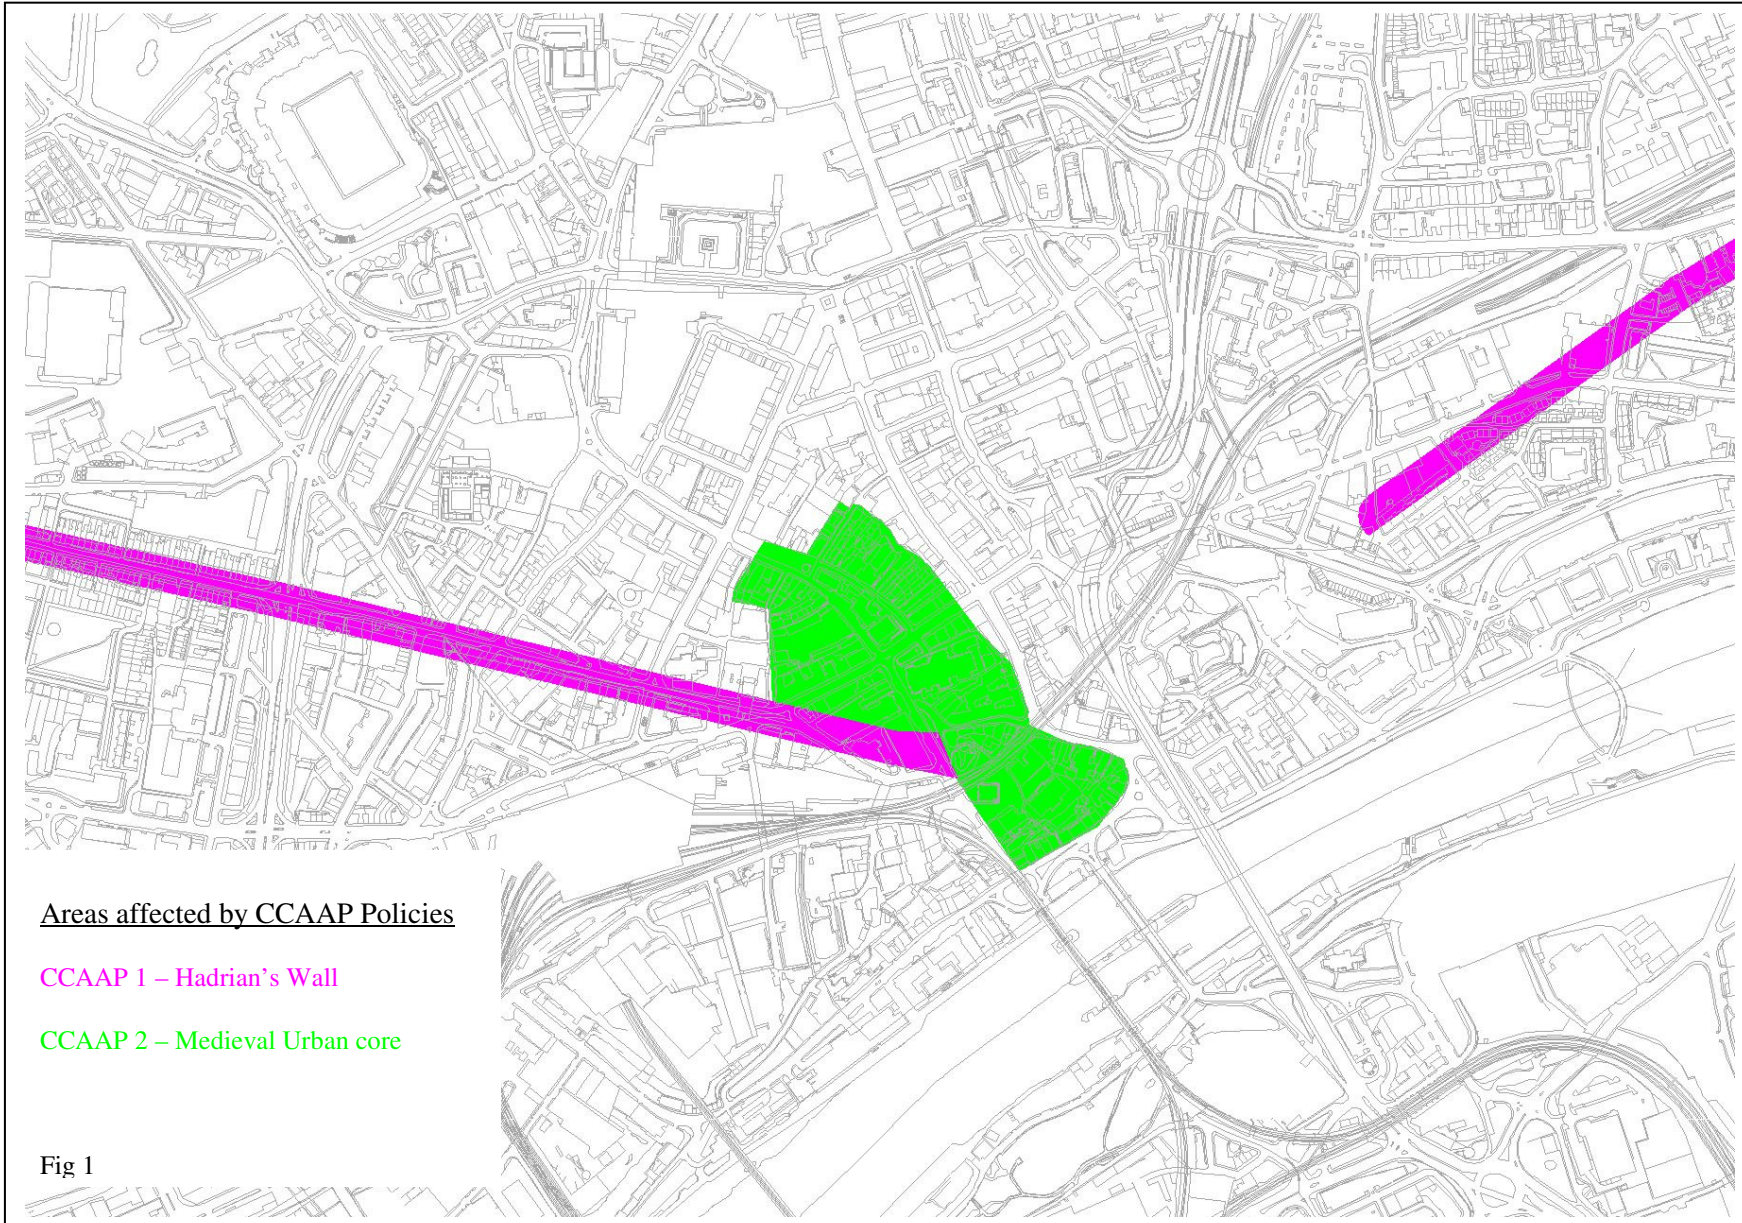 Areas affected by CCAAP Policies
CCAAP 1 – Hadrian's Wall
CCAAP 2 – Medieval Urban core
Fig 1